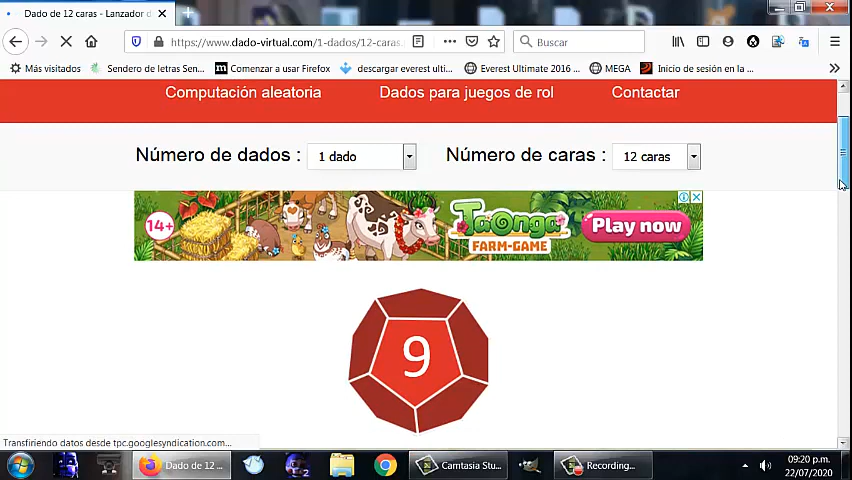 Dado de 12 caras - Lanzador d
https://www.dado-virtual.com/1-dados/12-caras.
Buscar
Más visitados
Sendero de letras Sen...
Comenzar a usar Firefox
descargar everest ulti...
Everest Ultimate 2016 ...
MEGA
Inicio de sesión en la ...
Computación aleatoria
Dados para juegos de rol
Contactar
Número de dados :
1 dado
Número de caras :
12 caras
14+
Taonga
FARM-GAME
Play now
9
Transfiriendo datos desde tpc.googlesyndication.com...
Dado de 12 ...
Camtasia Stu...
Recording...
09:20 p.m.
22/07/2020